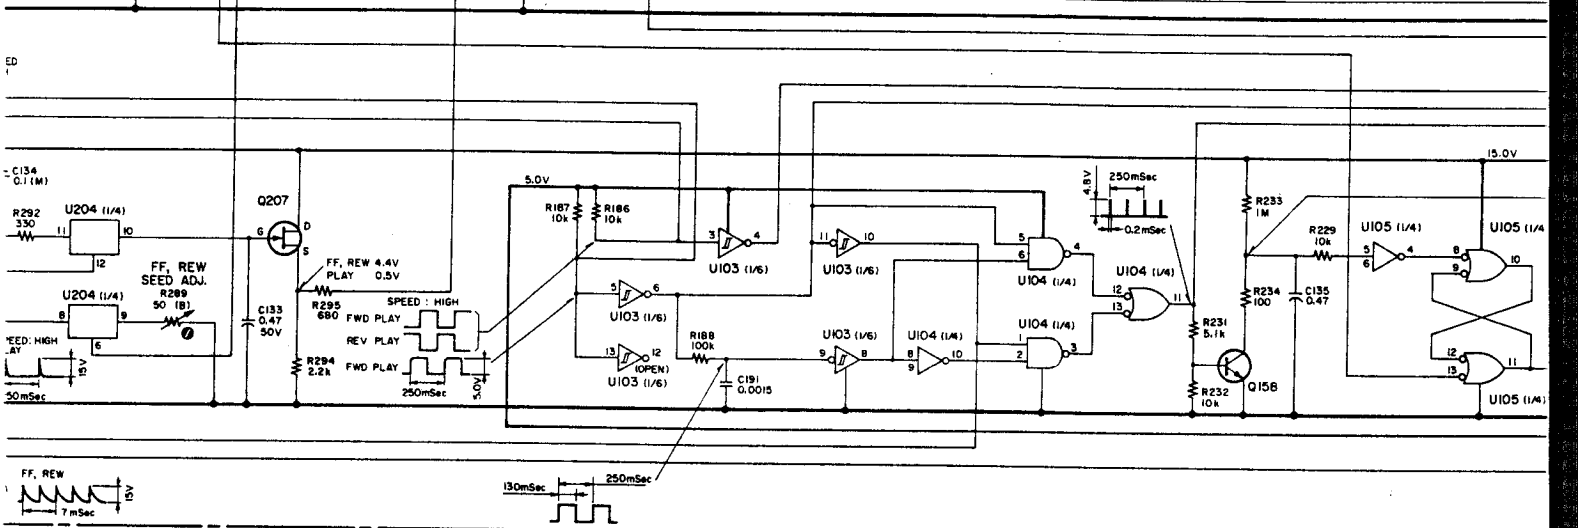 ED
C134
0.1 (M)
R292
330
U204 (1/4)
11
10
12
Q207
G
D
S
FF, REW 4.4V
PLAY 0.5V
FF, REW
SEED ADJ.
R289
50 (B)
U204 (1/4)
8
9
6
C133
0.47
50V
R295
680
R294
2.2k
EED: HIGH
LAY
15V
50mSec
SPEED : HIGH
FWD PLAY
REV PLAY
FWD PLAY
250mSec
5.0V
5.0V
R187
10k
R186
10k
3
4
U103 (1/6)
5
6
U103 (1/6)
13
12
(OPEN)
U103 (1/6)
R188
100k
C191
0.0015
11
10
U103 (1/6)
U103 (1/6)
9
8
U104 (1/4)
8
9
10
5
6
4
U104 (1/4)
U104 (1/4)
1
2
3
U104 (1/4)
12
13
11
4.8V
250mSec
0.2mSec
R231
5.1k
R232
10k
Q158
R233
1M
R234
100
C135
0.47
R229
10k
U105 (1/4)
5
6
4
15.0V
U105 (1/4
8
9
10
12
13
11
U105 (1/4)
FF, REW
15V
7mSec
130mSec
250mSec